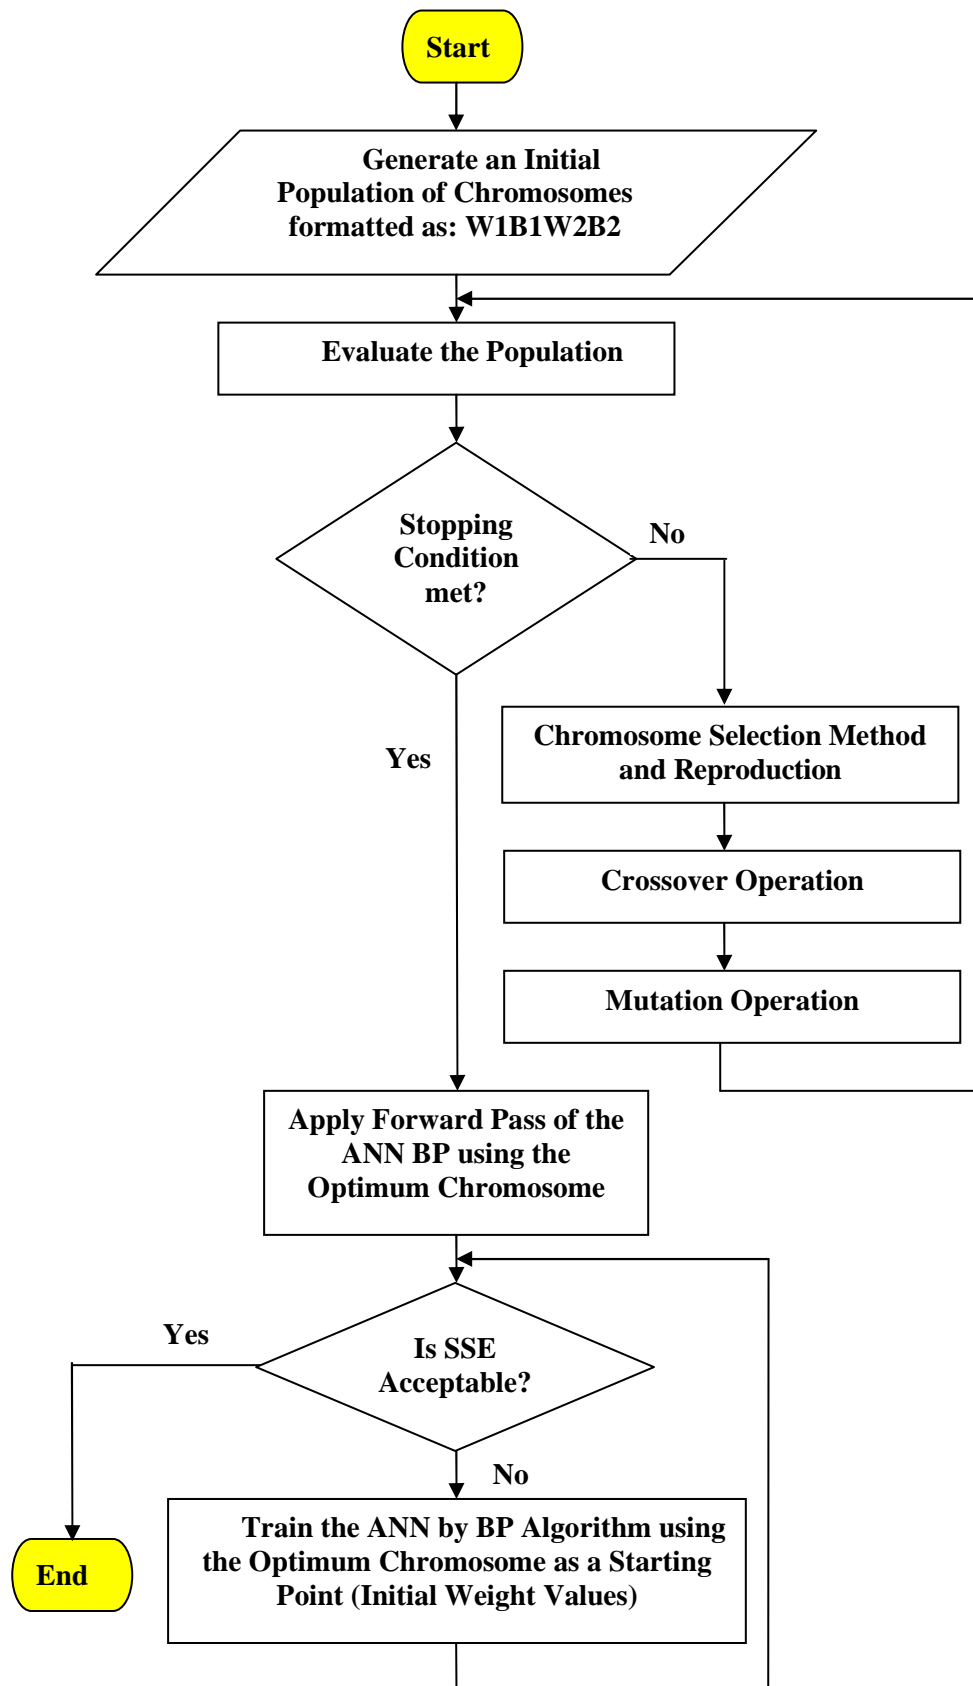 Start
Generate an Initial
Population of Chromosomes
formatted as: W1B1W2B2
Evaluate the Population
Stopping
Condition
met?
No
Yes
Chromosome Selection Method
and Reproduction
Crossover Operation
Mutation Operation
Apply Forward Pass of the
ANN BP using the
Optimum Chromosome
Yes
Is SSE
Acceptable?
No
Train the ANN by BP Algorithm using
the Optimum Chromosome as a Starting
Point (Initial Weight Values)
End